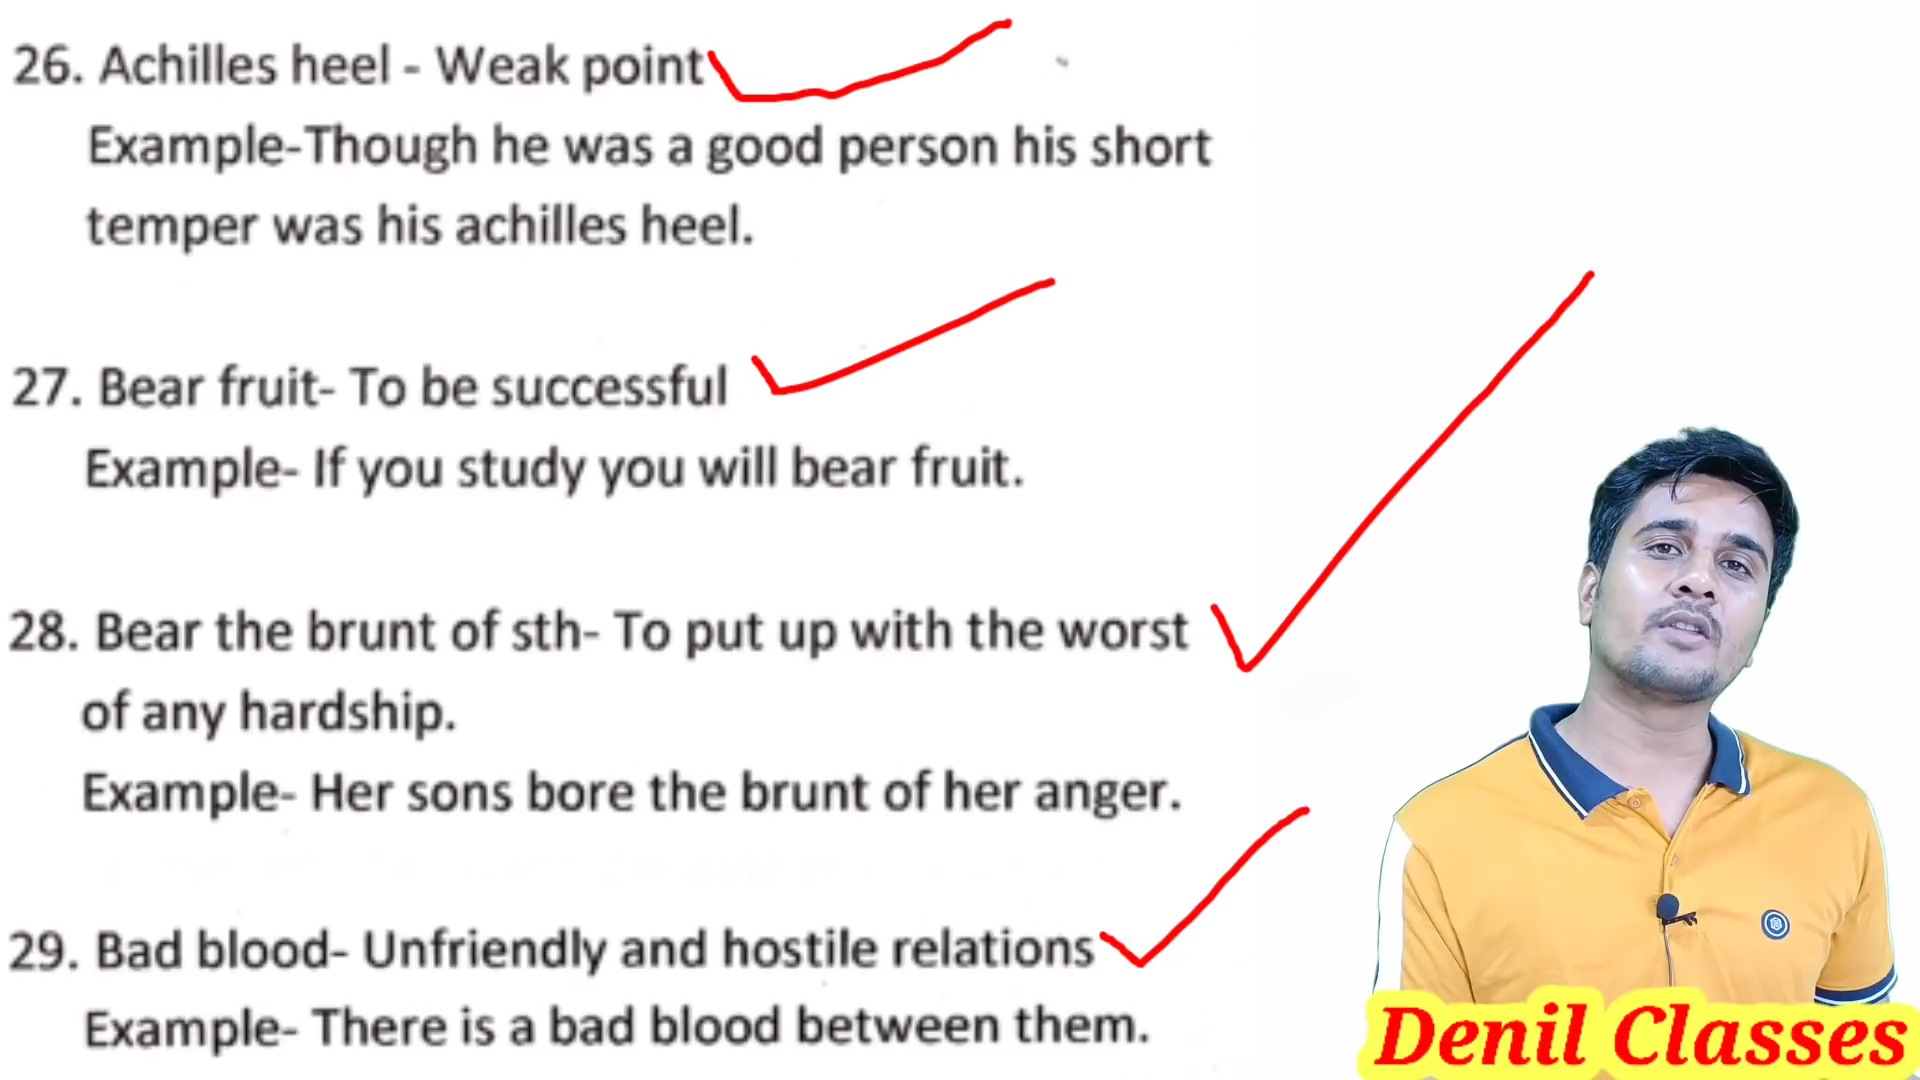 26. Achilles heel - Weak point
Example-Though he was a good person his short
temper was his achilles heel.
27. Bear fruit- To be successful
Example- If you study you will bear fruit.
28. Bear the brunt of sth- To put up with the worst
of any hardship.
Example- Her sons bore the brunt of her anger.
29. Bad blood- Unfriendly and hostile relations
Example- There is a bad blood between them.
Denil Classes